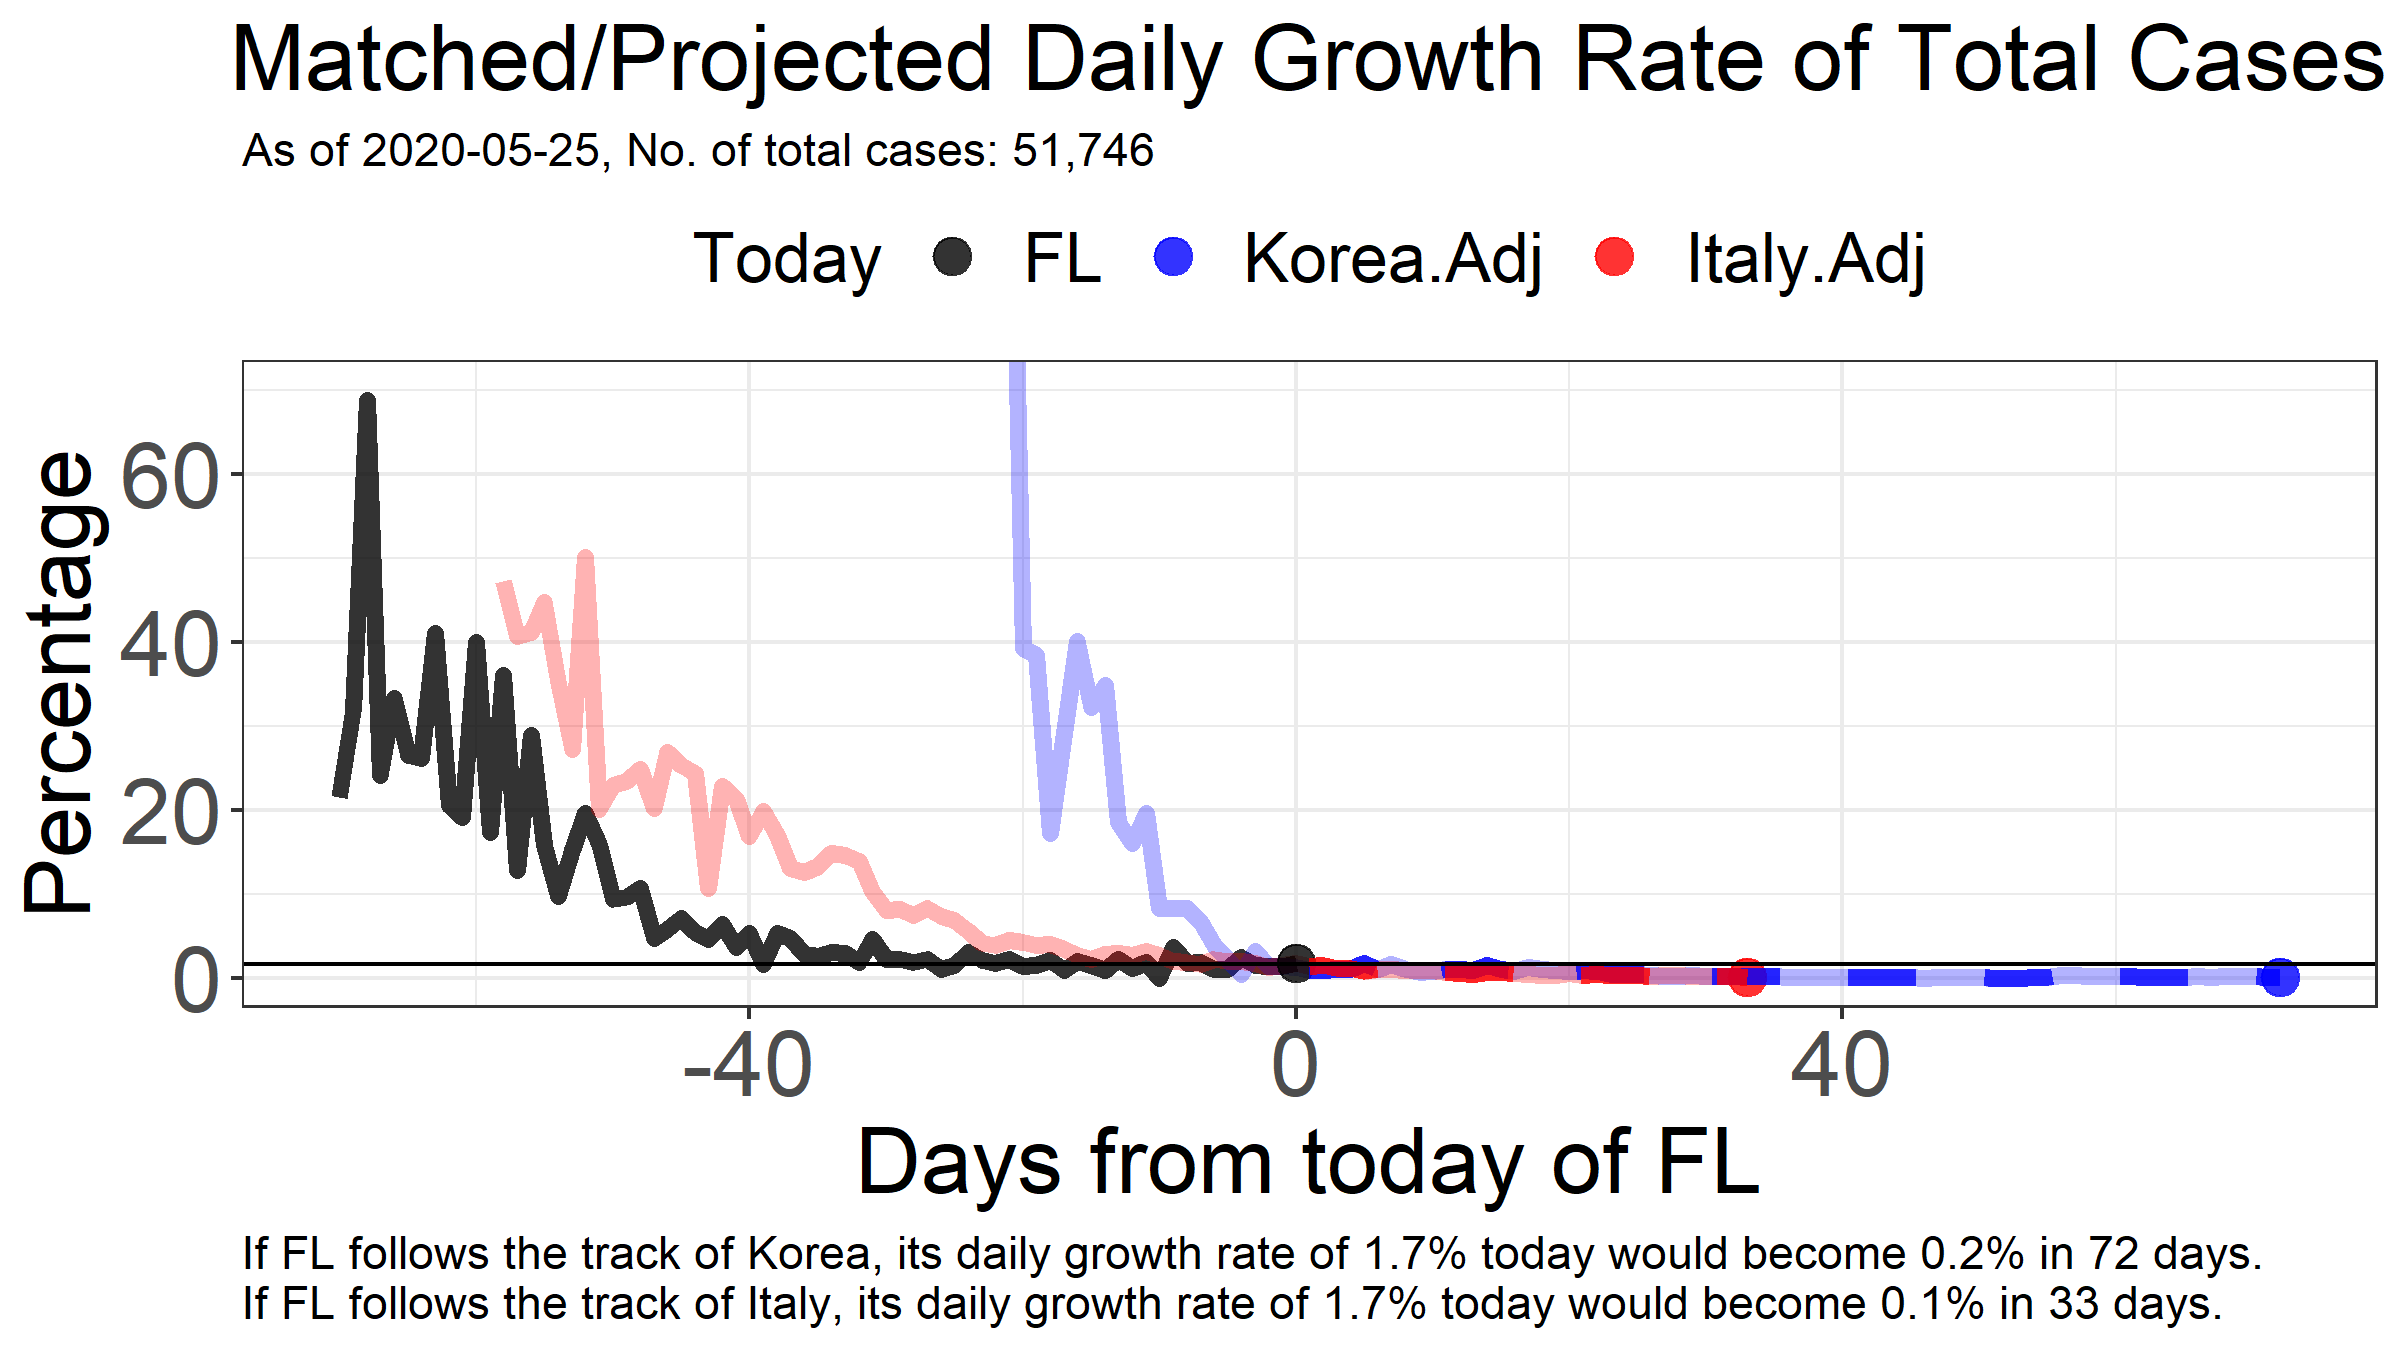 Matched/Projected Daily Growth Rate of Total Cases
As of 2020-05-25, No. of total cases: 51,746
Today FL Korea.Adj Italy.Adj
Percentage
60
40
20
0
-40 0 40
Days from today of FL
If FL follows the track of Korea, its daily growth rate of 1.7% today would become 0.2% in 72 days.
If FL follows the track of Italy, its daily growth rate of 1.7% today would become 0.1% in 33 days.